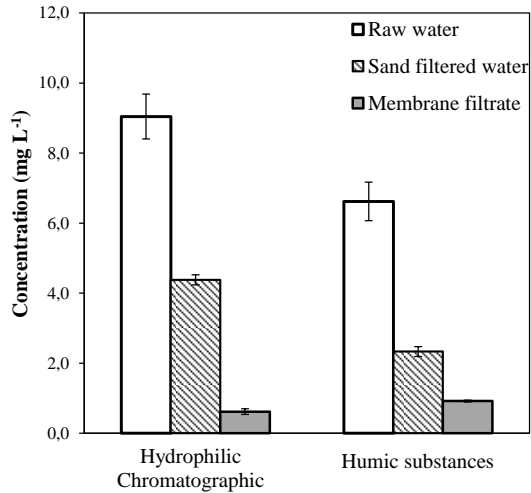 Concentration (mg L-1)
12,0
10,0
8,0
6,0
4,0
2,0
0,0
Raw water
Sand filtered water
Membrane filtrate
Hydrophilic
Chromatographic
Humic substances